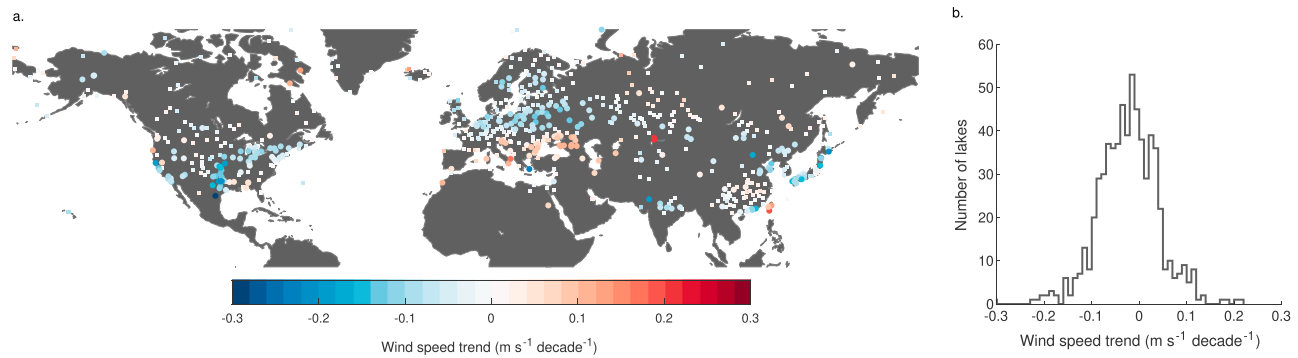 a.
-0.3 -0.2 -0.1 0 0.1 0.2 0.3
Wind speed trend (m s⁻¹ decade⁻¹)
b.
60
50
40
30
20
10
0
Number of lakes
-0.3 -0.2 -0.1 0 0.1 0.2 0.3
Wind speed trend (m s⁻¹ decade⁻¹)